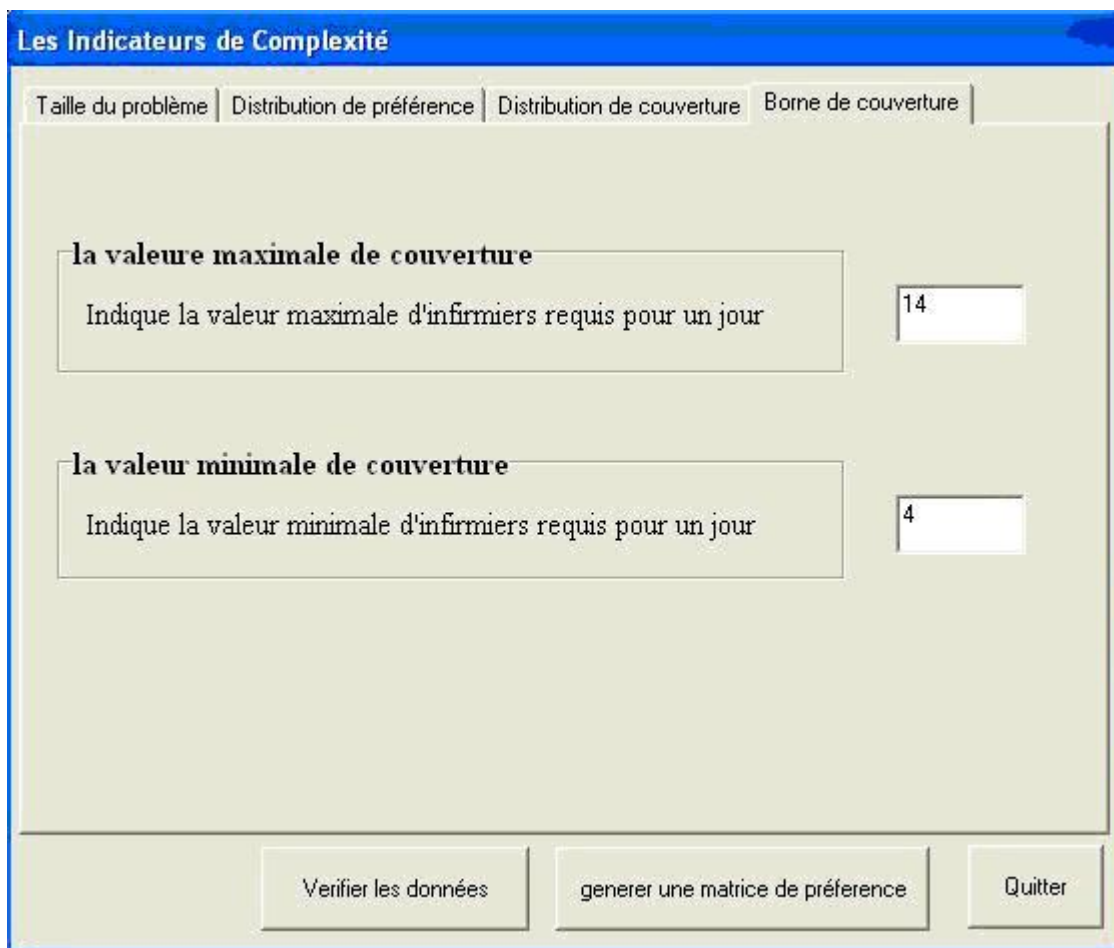 Les Indicateurs de Complexité
Taille du problème Distribution de préférence Distribution de couverture Borne de couverture
la valeure maximale de couverture
Indique la valeur maximale d'infirmiers requis pour un jour
14
la valeur minimale de couverture
Indique la valeur minimale d'infirmiers requis pour un jour
4
Verifier les données generer une matrice de préference Quitter